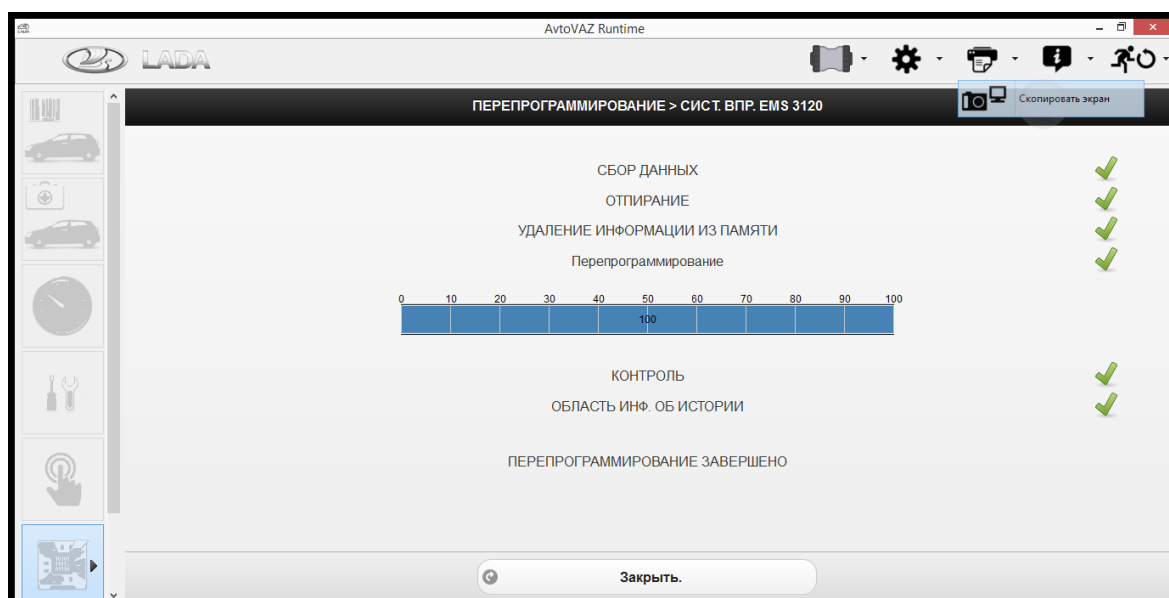 AvtoVAZ Runtime
LADA
Скопировать экран
ПЕРЕПРОГРАММИРОВАНИЕ > СИСТ. ВПР. EMS 3120
СБОР ДАННЫХ
ОТПИРАНИЕ
УДАЛЕНИЕ ИНФОРМАЦИИ ИЗ ПАМЯТИ
Перепрограммирование
0 10 20 30 40 50 60 70 80 90 100
100
КОНТРОЛЬ
ОБЛАСТЬ ИНФ. ОБ ИСТОРИИ
ПЕРЕПРОГРАММИРОВАНИЕ ЗАВЕРШЕНО
Закрыть.